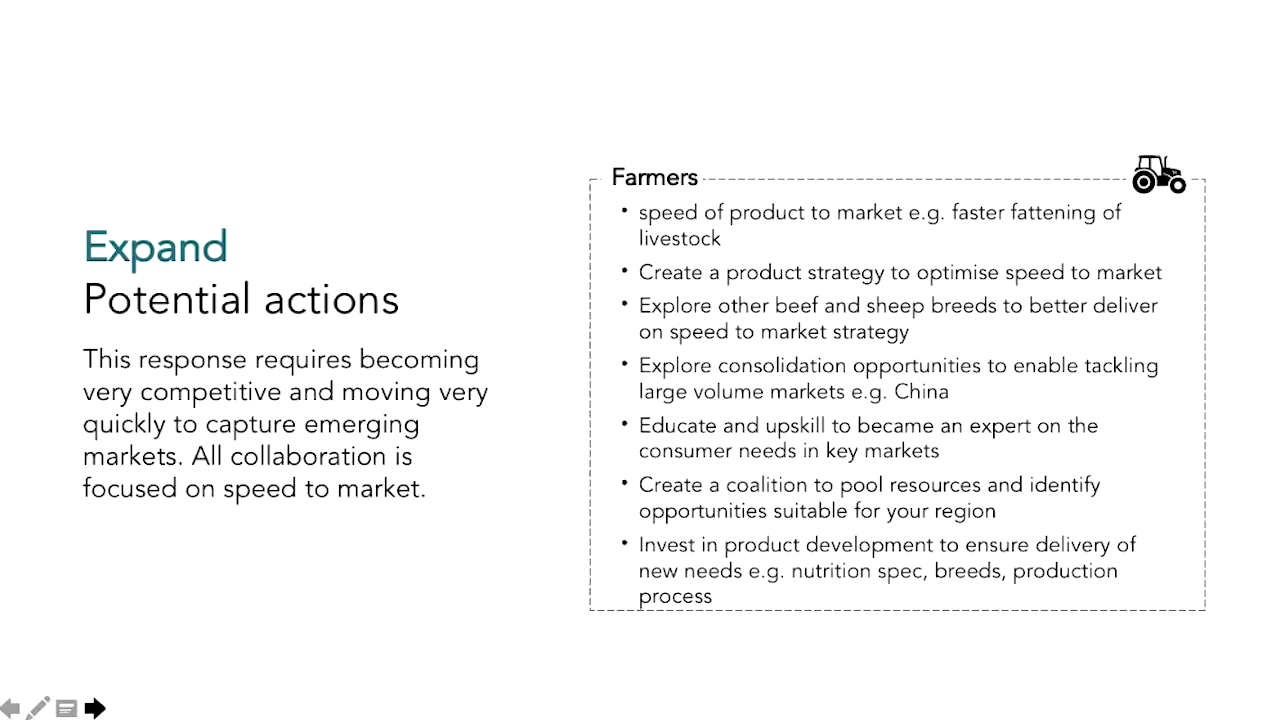 Expand
Potential actions
This response requires becoming
very competitive and moving very
quickly to capture emerging
markets. All collaboration is
focused on speed to market.
Farmers
• speed of product to market e.g. faster fattening of
livestock
• Create a product strategy to optimise speed to market
• Explore other beef and sheep breeds to better deliver
on speed to market strategy
• Explore consolidation opportunities to enable tackling
large volume markets e.g. China
• Educate and upskill to became an expert on the
consumer needs in key markets
• Create a coalition to pool resources and identify
opportunities suitable for your region
• Invest in product development to ensure delivery of
new needs e.g. nutrition spec, breeds, production
process